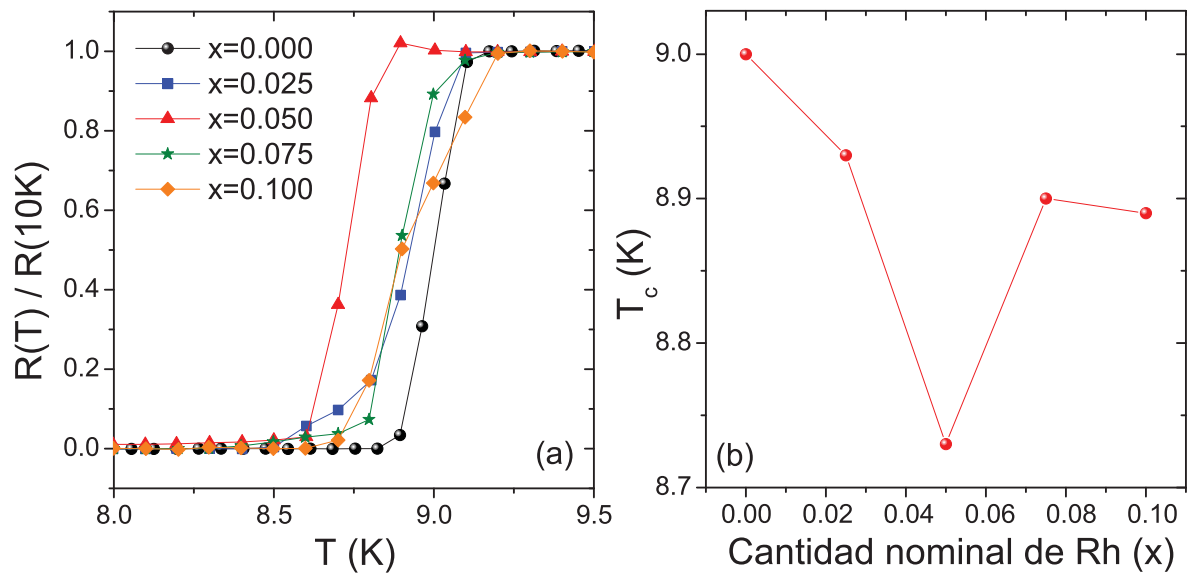 1.0
0.8
0.6
0.4
0.2
0.0
R(T) / R(10K)
x=0.000
x=0.025
x=0.050
x=0.075
x=0.100
(a)
8.0 8.5 9.0 9.5
T (K)
9.0
8.9
8.8
8.7
T_c (K)
(b)
0.00 0.02 0.04 0.06 0.08 0.10
Cantidad nominal de Rh (x)